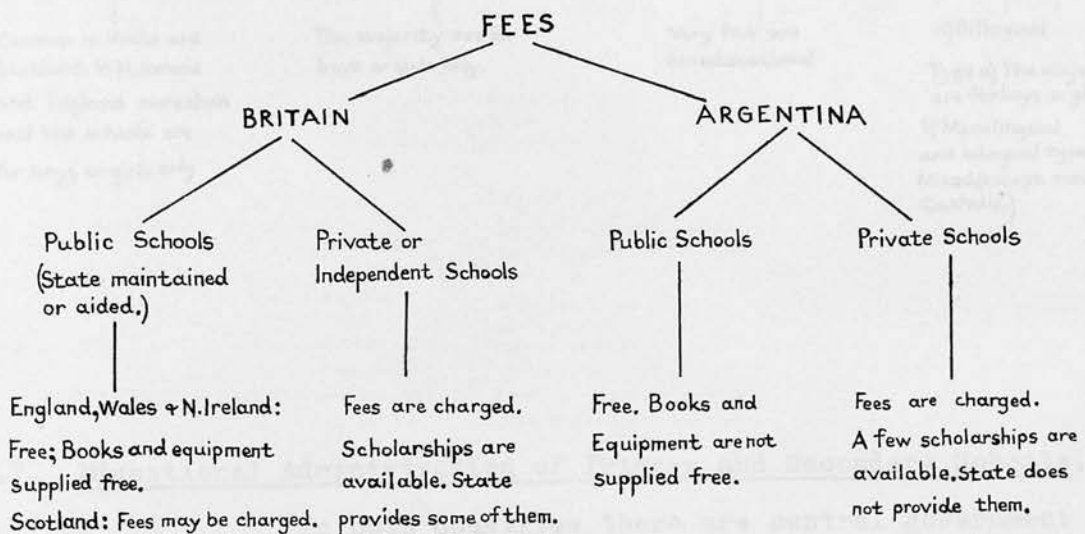 FEES
BRITAIN
ARGENTINA
Public Schools
(State maintained
or aided.)
Private or
Independent Schools
Public Schools
Private Schools
England, Wales + N. Ireland:
Free; Books and equipment
supplied free.
Scotland: Fees may be charged.
Fees are charged.
Scholarships are
available. State
provides some of them.
Free. Books and
Equipment are not
supplied free.
Fees are charged.
A few scholarships are
available. State does
not provide them.